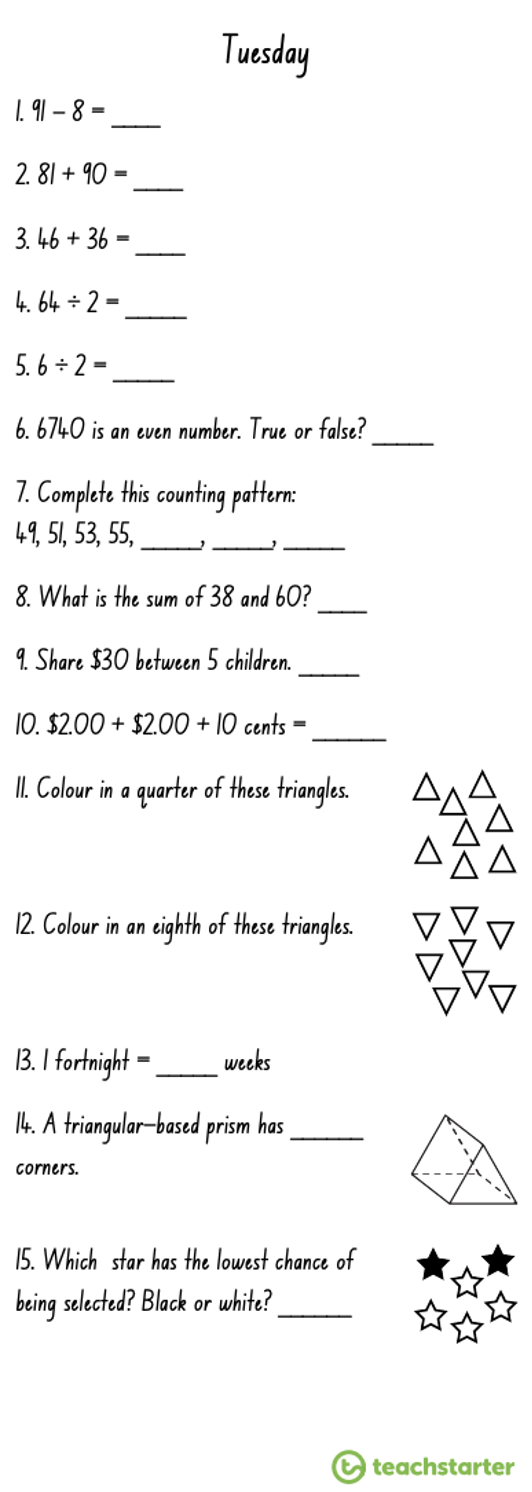 Tuesday
1. 91 – 8 = ____
2. 81 + 90 = ____
3. 46 + 36 = ____
4. 64 ÷ 2 = _____
5. 6 ÷ 2 = _____
6. 6740 is an even number. True or false? _____
7. Complete this counting pattern:
49, 51, 53, 55, _____, _____, _____
8. What is the sum of 38 and 60? ____
9. Share $30 between 5 children. _____
10. $2.00 + $2.00 + 10 cents = ______
11. Colour in a quarter of these triangles.
12. Colour in an eighth of these triangles.
13. 1 fortnight = _____ weeks
14. A triangular–based prism has ______
corners.
15. Which star has the lowest chance of
being selected? Black or white? ______
teachstarter